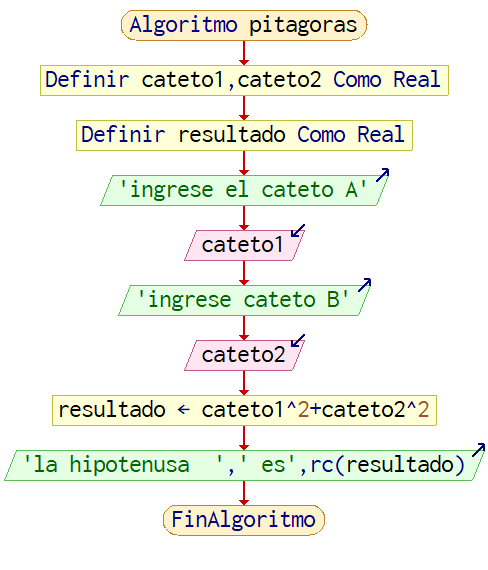 Algoritmo pitagoras
Definir cateto1,cateto2 Como Real
Definir resultado Como Real
'ingrese el cateto A'
cateto1
'ingrese cateto B'
cateto2
resultado ← cateto1^2+cateto2^2
'la hipotenusa  ',' es',rc(resultado)
FinAlgoritmo